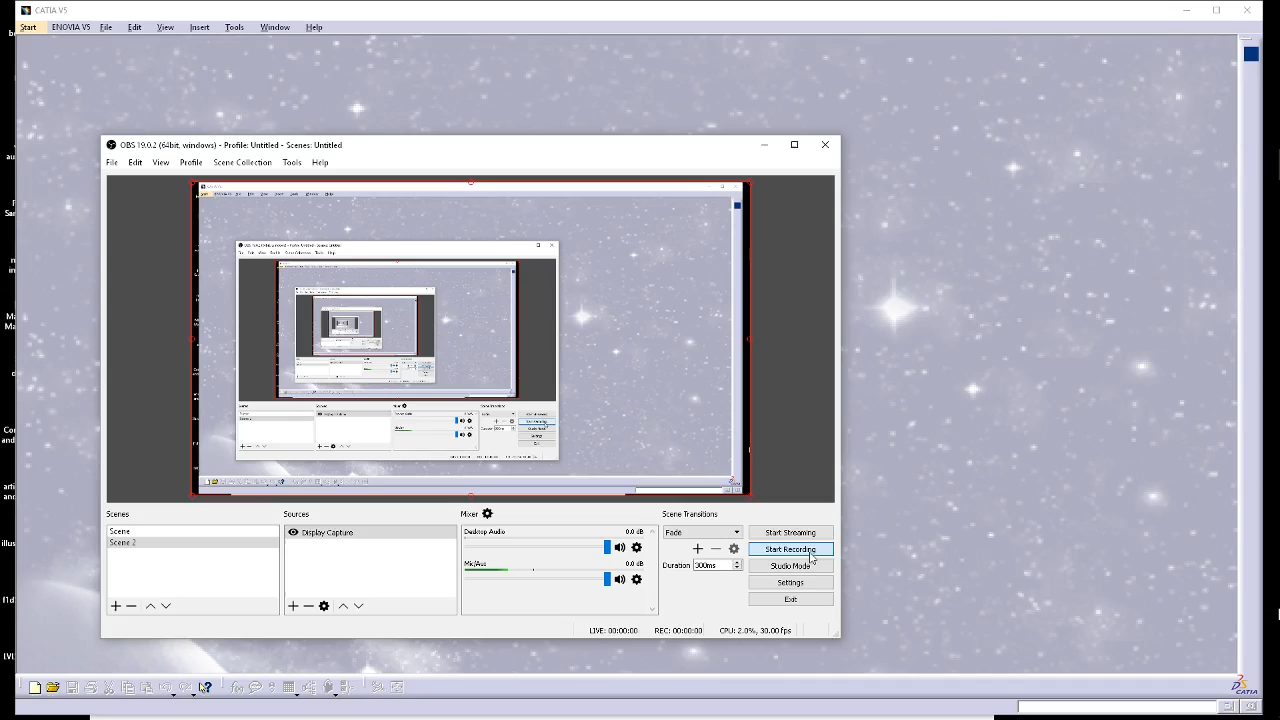 CATIA V5
Start ENOVIA V5 File Edit View Insert Tools Window Help
OBS 19.0.2 (64bit, windows) - Profile: Untitled - Scenes: Untitled
File Edit View Profile Scene Collection Tools Help
Scenes Sources Mixer Scene Transitions
Scene
Scene 2
Display Capture
Desktop Audio 0.0 dB
Mic/Aux 0.0 dB
Fade
Duration 300ms
Start Streaming
Start Recording
Studio Mode
Settings
Exit
LIVE: 00:00:00 REC: 00:00:00 CPU: 2.0%, 30.00 fps
CATIA